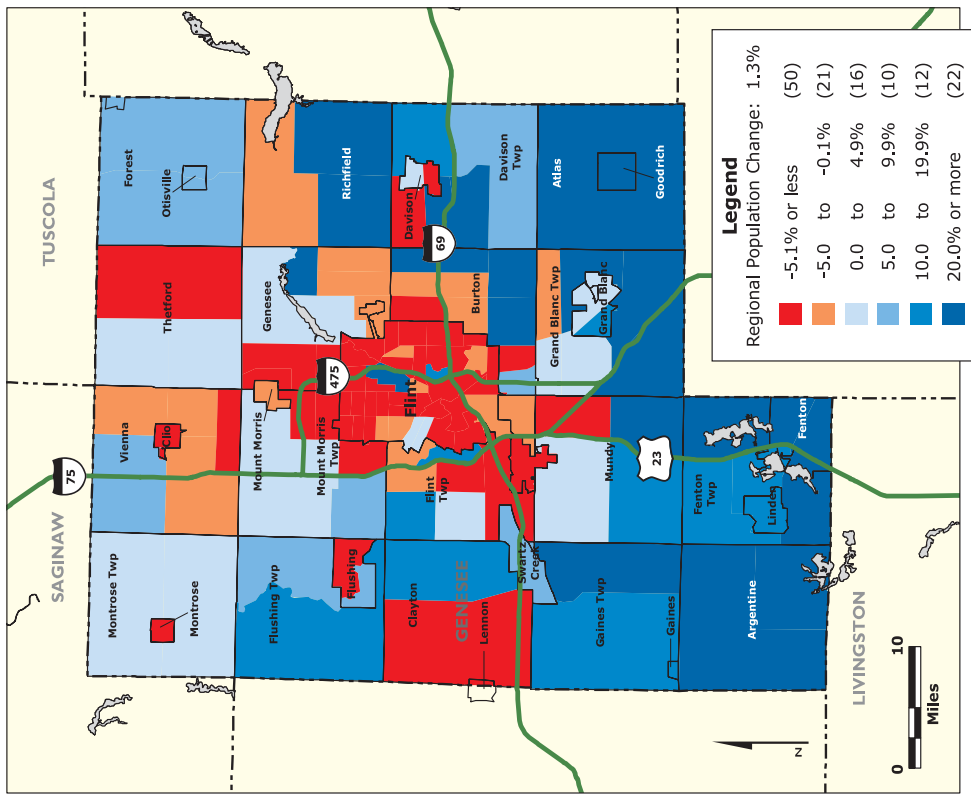 TUSCOLA
SAGINAW
GENESEE
LIVINGSTON
Montrose Twp
Montrose
Vienna
Clio
Thetford
Forest
Otisville
Flushing Twp
Flushing
Mount Morris
Mount Morris
Twp
Genesee
Richfield
Clayton
Lennon
Flint
Twp
Flint
Burton
Davison
Davison
Twp
Swartz
Creek
Gaines Twp
Gaines
Mundy
Grand Blanc Twp
Grand Blanc
Atlas
Goodrich
Argentine
Fenton
Twp
Linden
Fenton
75
475
69
23
N
0
10
Miles
Legend
Regional Population Change: 1.3%
-5.1% or less (50)
-5.0 to -0.1% (21)
0.0 to 4.9% (16)
5.0 to 9.9% (10)
10.0 to 19.9% (12)
20.0% or more (22)